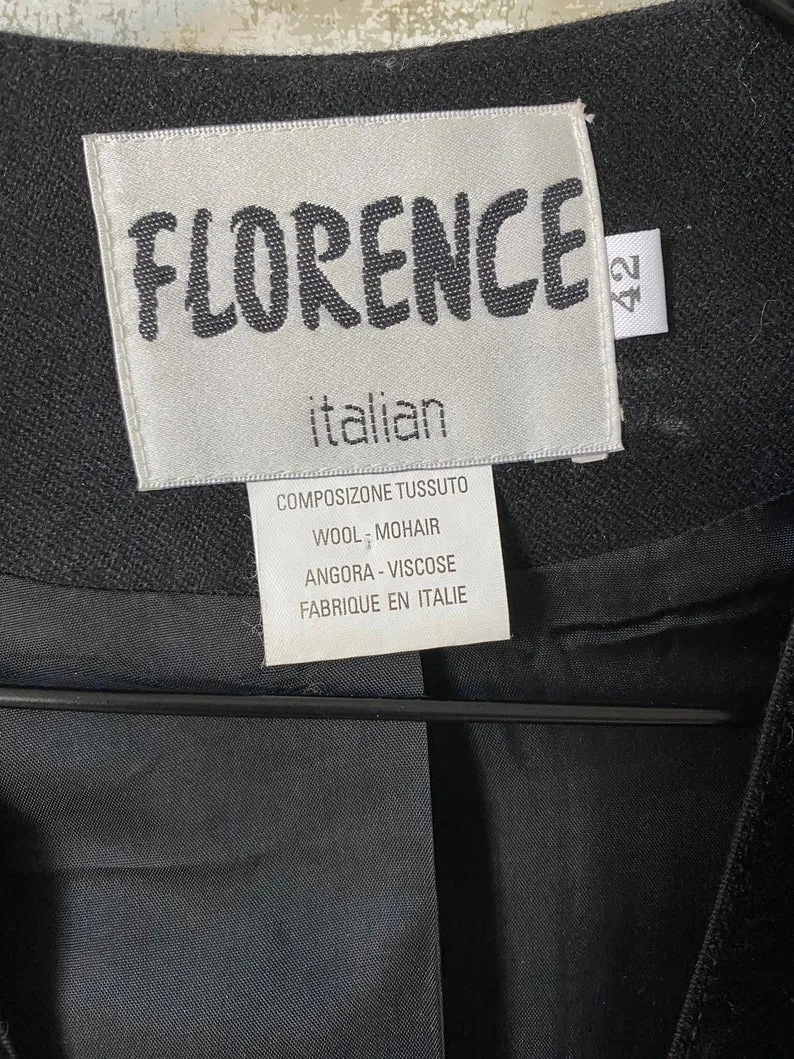 FLORENCE
42
italian
COMPOSIZONE TUSSUTO
WOOL - MOHAIR
ANGORA - VISCOSE
FABRIQUE EN ITALIE